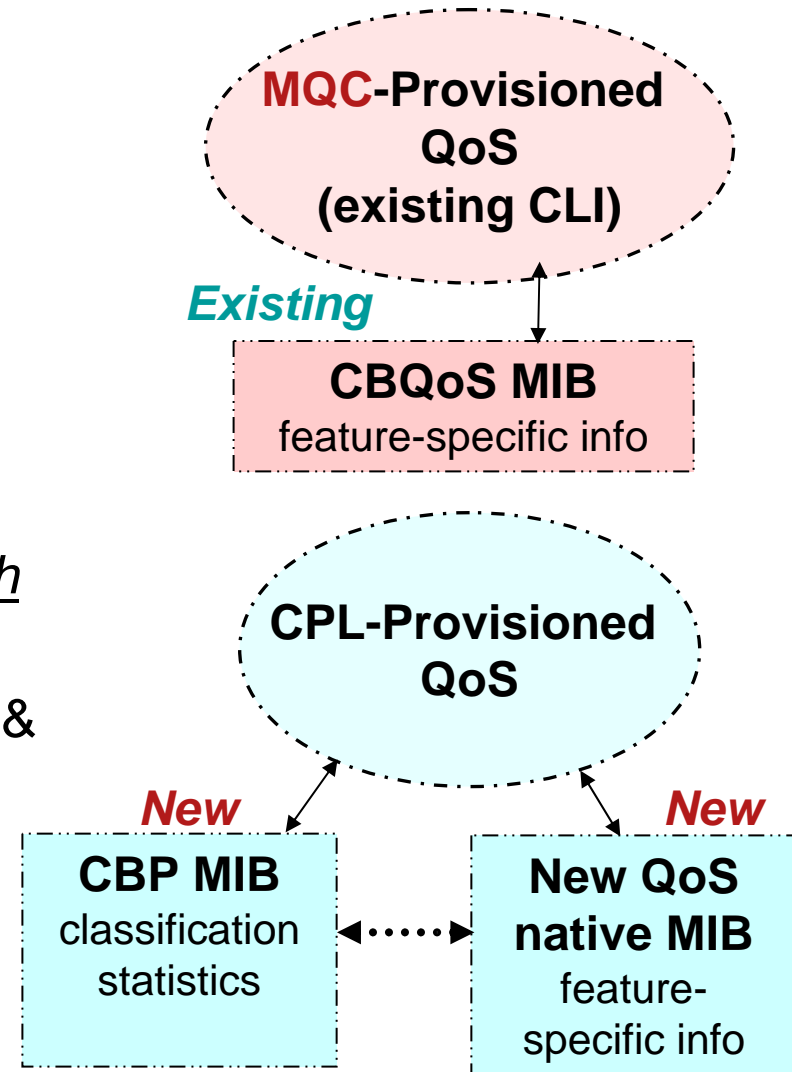 MQC-Provisioned
QoS
(existing CLI)
Existing
CBQoS MIB
feature-specific info
h
CPL-Provisioned
QoS
&
New
New
CBP MIB
classification
statistics
New QoS
native MIB
feature-
specific info